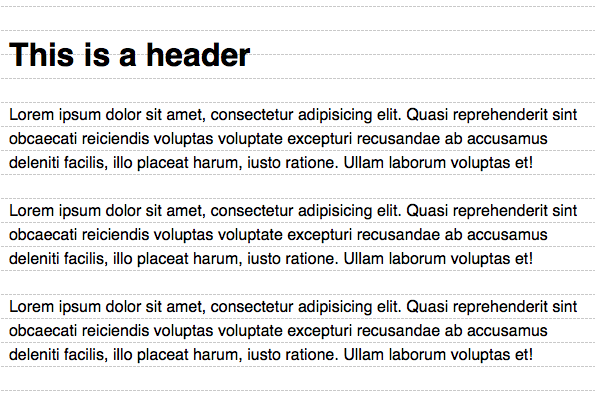 This is a header
Lorem ipsum dolor sit amet, consectetur adipisicing elit. Quasi reprehenderit sint
obcaecati reiciendis voluptas voluptate excepturi recusandae ab accusamus
deleniti facilis, illo placeat harum, iusto ratione. Ullam laborum voluptas et!
Lorem ipsum dolor sit amet, consectetur adipisicing elit. Quasi reprehenderit sint
obcaecati reiciendis voluptas voluptate excepturi recusandae ab accusamus
deleniti facilis, illo placeat harum, iusto ratione. Ullam laborum voluptas et!
Lorem ipsum dolor sit amet, consectetur adipisicing elit. Quasi reprehenderit sint
obcaecati reiciendis voluptas voluptate excepturi recusandae ab accusamus
deleniti facilis, illo placeat harum, iusto ratione. Ullam laborum voluptas et!